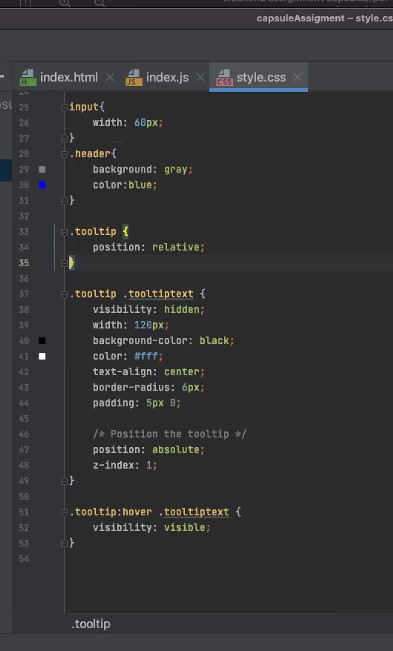 capsuleAssigment – style.cs
index.html
index.js
style.css
25 input{
26 width: 60px;
27 }
28 .header{
29 background: gray;
30 color:blue;
31 }
32
33 .tooltip {
34 position: relative;
35 }
36
37 .tooltip .tooltiptext {
38 visibility: hidden;
39 width: 120px;
40 background-color: black;
41 color: #fff;
42 text-align: center;
43 border-radius: 6px;
44 padding: 5px 0;
45
46 /* Position the tooltip */
47 position: absolute;
48 z-index: 1;
49 }
50
51 .tooltip:hover .tooltiptext {
52 visibility: visible;
53 }
54
.tooltip